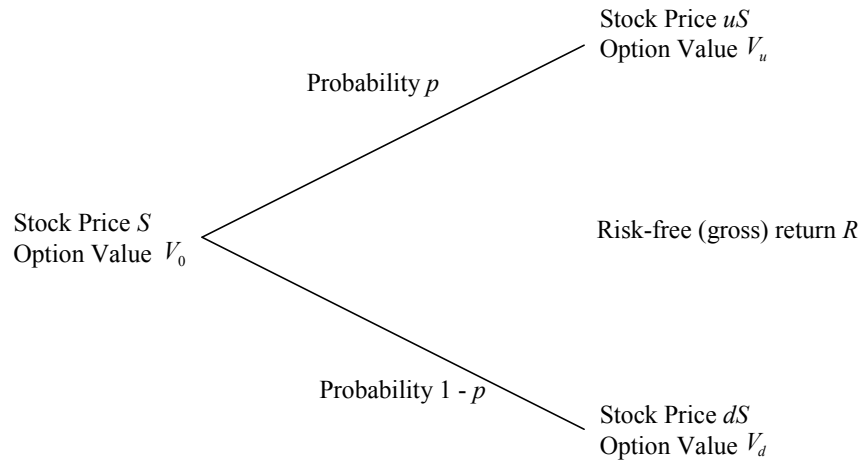 Stock Price uS
Option Value V_u
Probability p
Stock Price S
Option Value V_0
Risk-free (gross) return R
Probability 1 - p
Stock Price dS
Option Value V_d